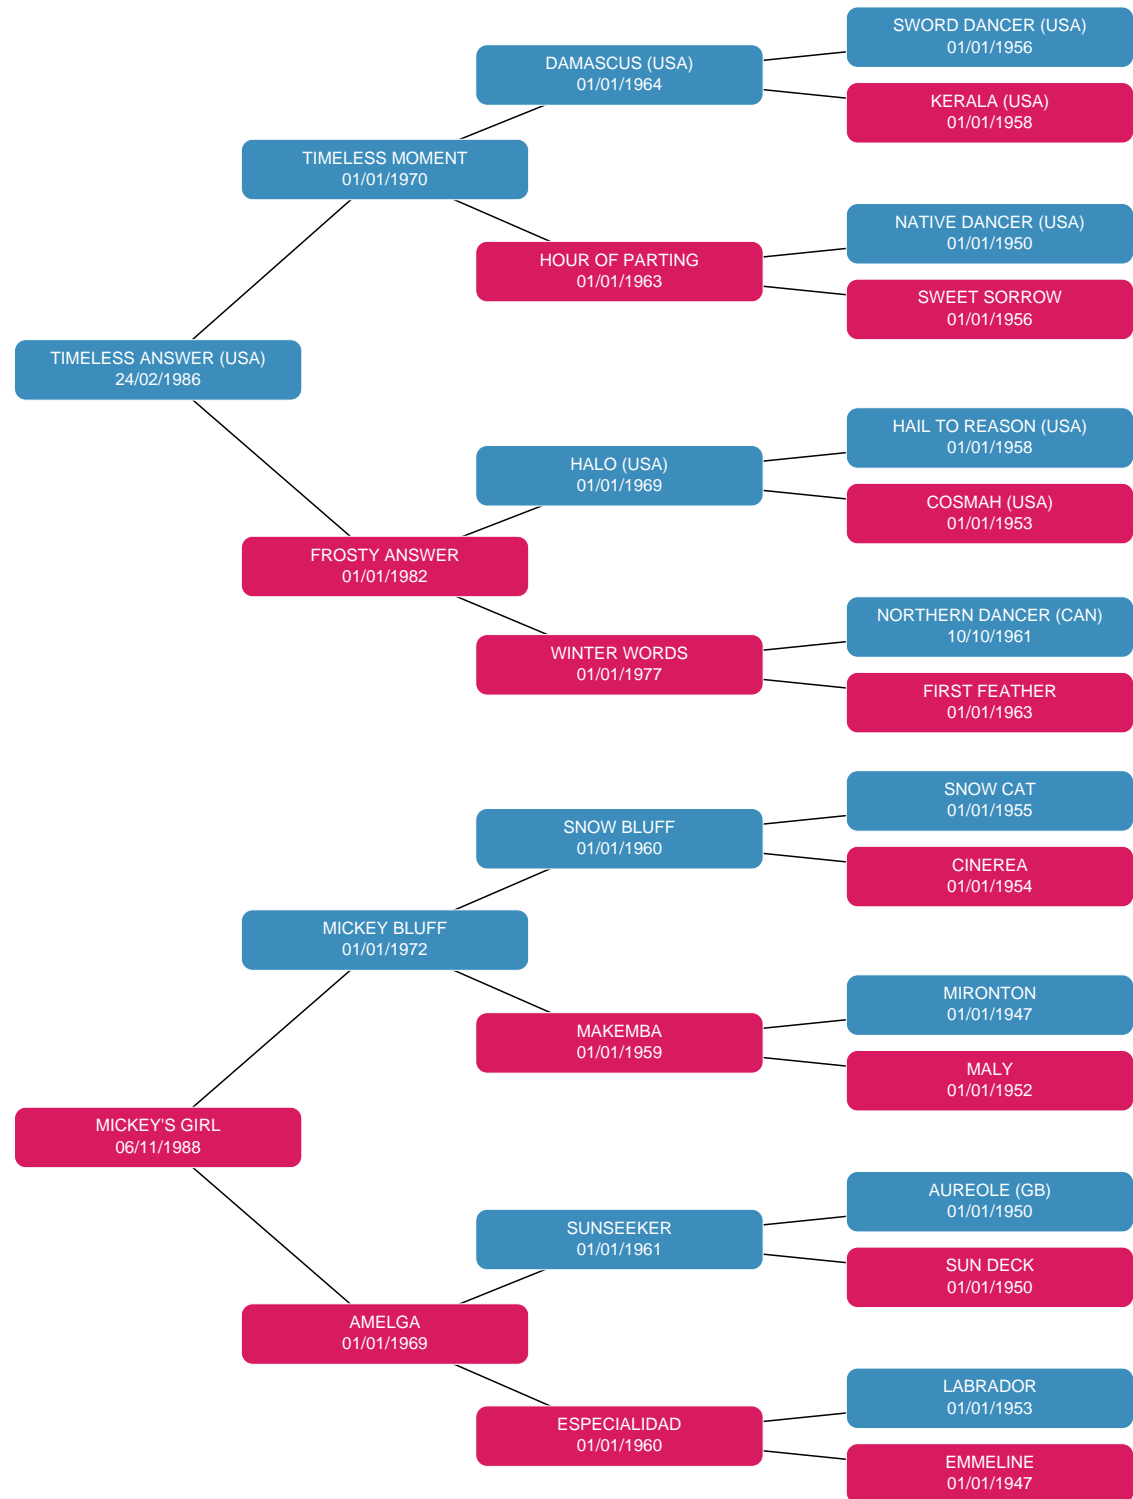 SWORD DANCER (USA)
01/01/1956
DAMASCUS (USA)
01/01/1964
KERALA (USA)
01/01/1958
TIMELESS MOMENT
01/01/1970
NATIVE DANCER (USA)
01/01/1950
HOUR OF PARTING
01/01/1963
SWEET SORROW
01/01/1956
TIMELESS ANSWER (USA)
24/02/1986
HAIL TO REASON (USA)
01/01/1958
HALO (USA)
01/01/1969
COSMAH (USA)
01/01/1953
FROSTY ANSWER
01/01/1982
NORTHERN DANCER (CAN)
10/10/1961
WINTER WORDS
01/01/1977
FIRST FEATHER
01/01/1963
SNOW CAT
01/01/1955
SNOW BLUFF
01/01/1960
CINEREA
01/01/1954
MICKEY BLUFF
01/01/1972
MIRONTON
01/01/1947
MAKEMBA
01/01/1959
MALY
01/01/1952
MICKEY'S GIRL
06/11/1988
AUREOLE (GB)
01/01/1950
SUNSEEKER
01/01/1961
SUN DECK
01/01/1950
AMELGA
01/01/1969
LABRADOR
01/01/1953
ESPECIALIDAD
01/01/1960
EMMELINE
01/01/1947